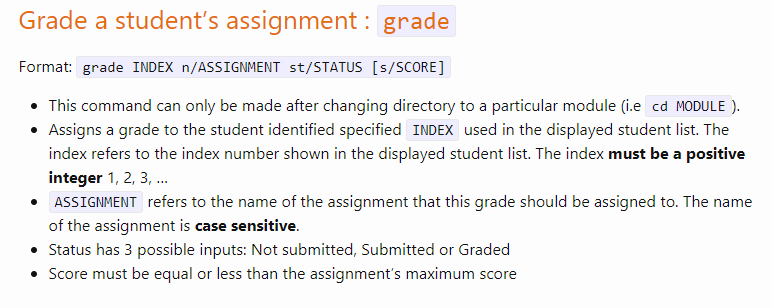 Grade a student’s assignment : grade
Format: grade INDEX n/ASSIGNMENT st/STATUS [s/SCORE]
• This command can only be made after changing directory to a particular module (i.e cd MODULE ).
• Assigns a grade to the student identified specified INDEX used in the displayed student list. The
index refers to the index number shown in the displayed student list. The index must be a positive
integer 1, 2, 3, …
• ASSIGNMENT refers to the name of the assignment that this grade should be assigned to. The name
of the assignment is case sensitive.
• Status has 3 possible inputs: Not submitted, Submitted or Graded
• Score must be equal or less than the assignment’s maximum score